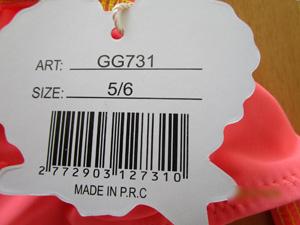 ART: GG731
SIZE: 5/6
2 772903 127310
MADE IN P.R.C